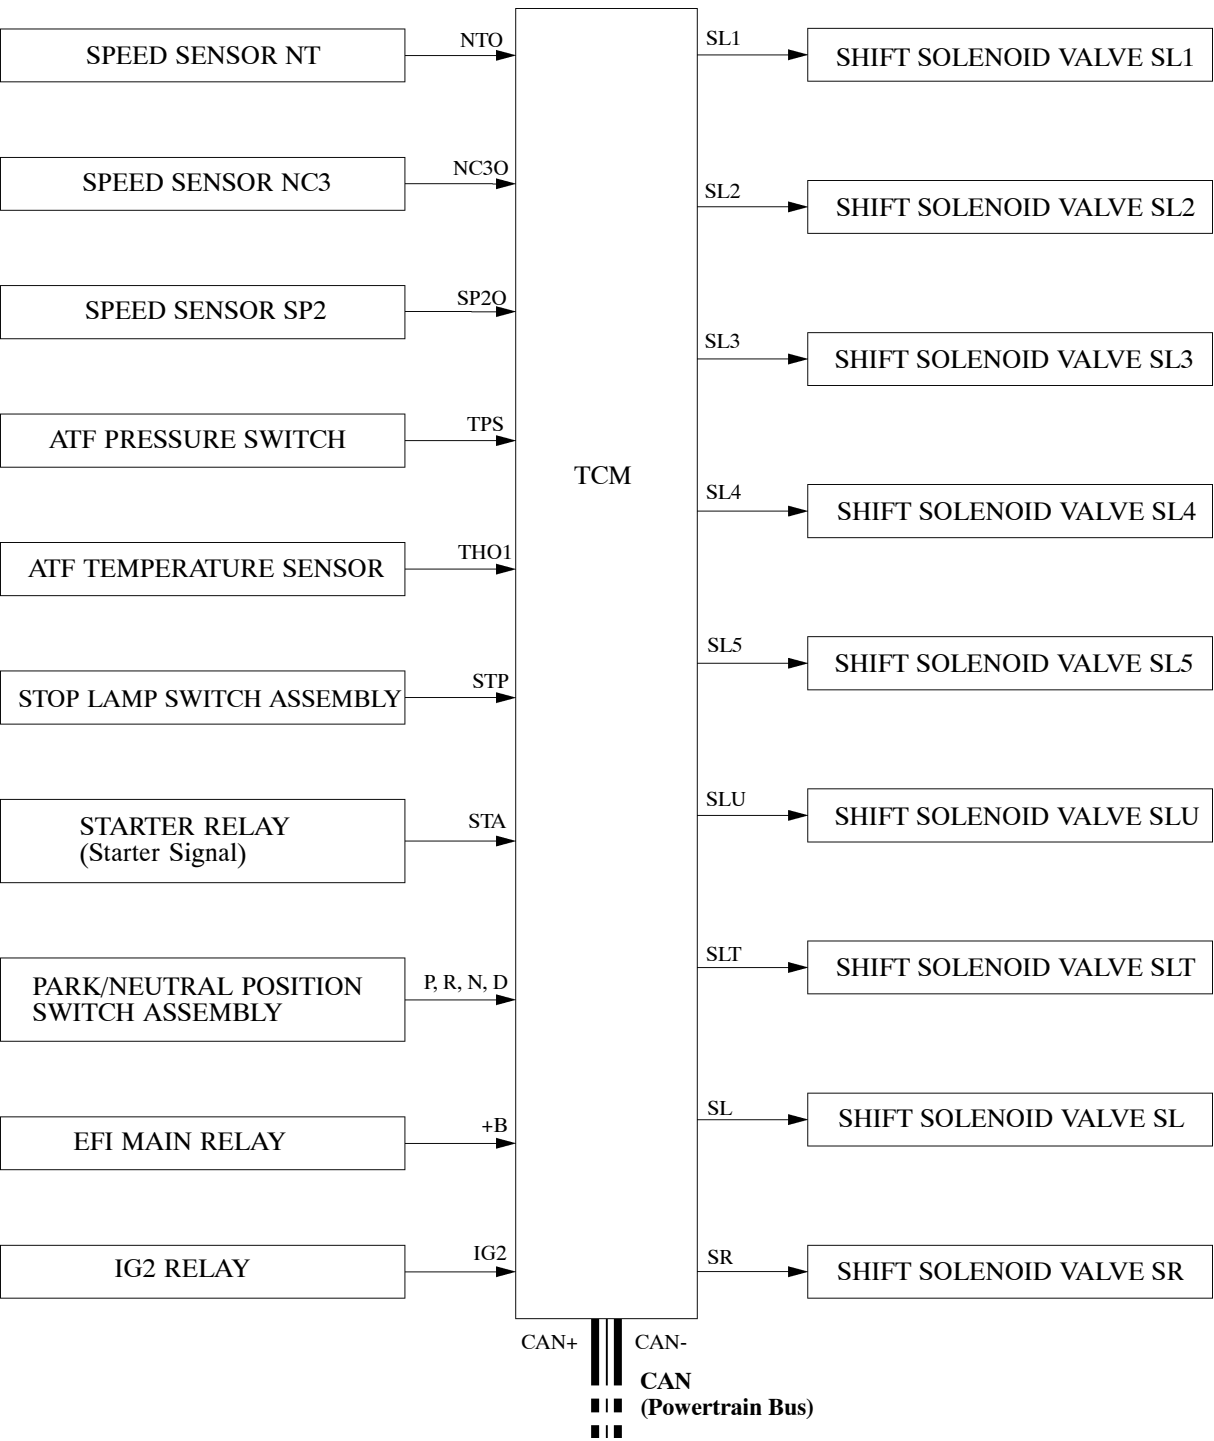 SPEED SENSOR NT
NTO
SPEED SENSOR NC3
NC3O
SPEED SENSOR SP2
SP2O
ATF PRESSURE SWITCH
TPS
ATF TEMPERATURE SENSOR
THO1
STOP LAMP SWITCH ASSEMBLY
STP
STARTER RELAY
(Starter Signal)
STA
PARK/NEUTRAL POSITION
SWITCH ASSEMBLY
P, R, N, D
EFI MAIN RELAY
+B
IG2 RELAY
IG2
TCM
SL1
SHIFT SOLENOID VALVE SL1
SL2
SHIFT SOLENOID VALVE SL2
SL3
SHIFT SOLENOID VALVE SL3
SL4
SHIFT SOLENOID VALVE SL4
SL5
SHIFT SOLENOID VALVE SL5
SLU
SHIFT SOLENOID VALVE SLU
SLT
SHIFT SOLENOID VALVE SLT
SL
SHIFT SOLENOID VALVE SL
SR
SHIFT SOLENOID VALVE SR
CAN+
CAN-
CAN
(Powertrain Bus)